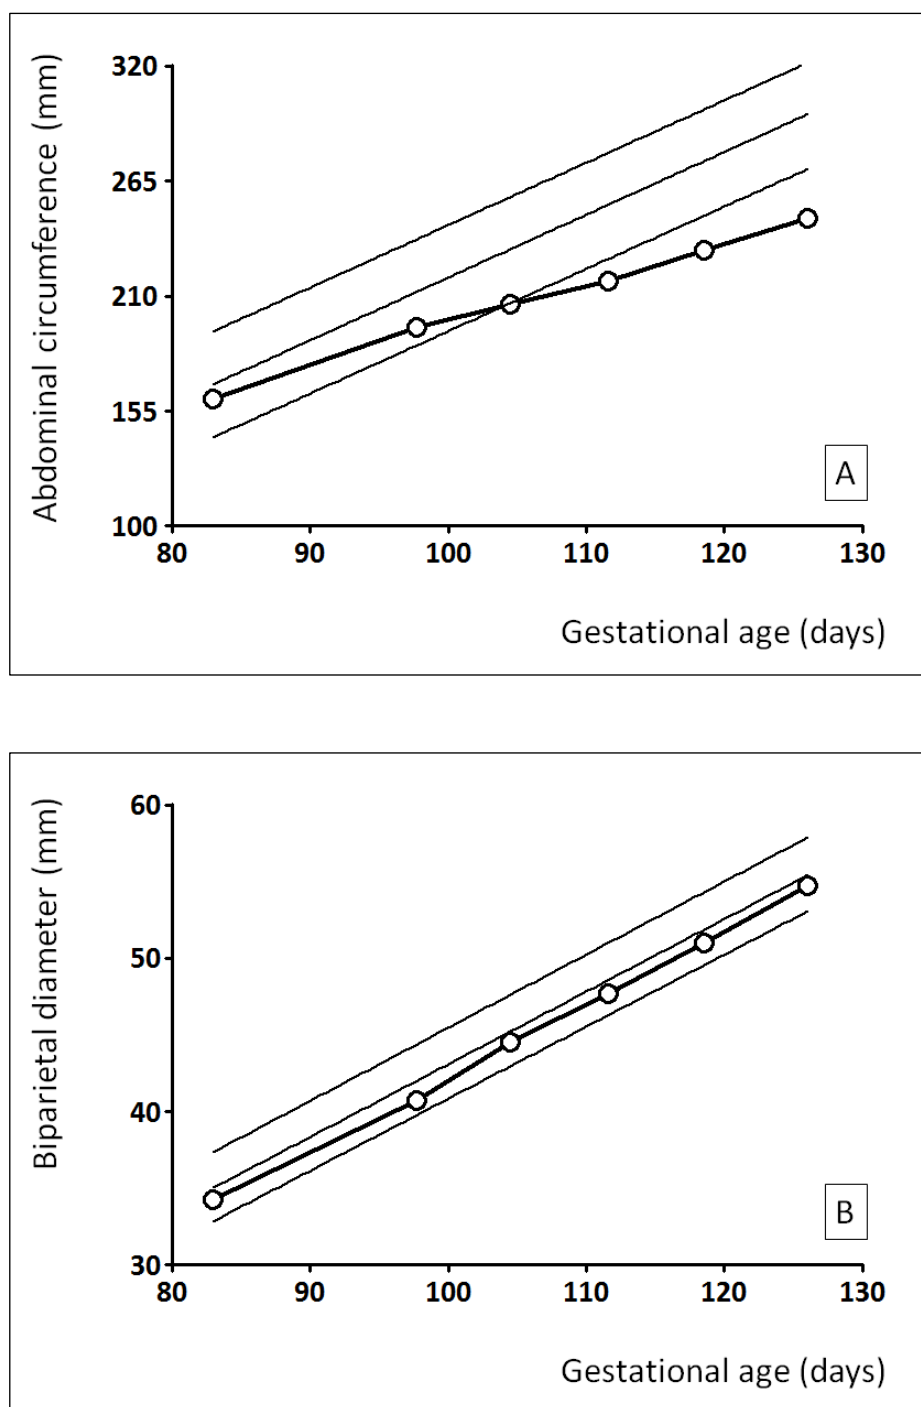 Abdominal circumference (mm)
320
265
210
155
100
80 90 100 110 120 130
A
Gestational age (days)
Biparietal diameter (mm)
60
50
40
30
80 90 100 110 120 130
B
Gestational age (days)